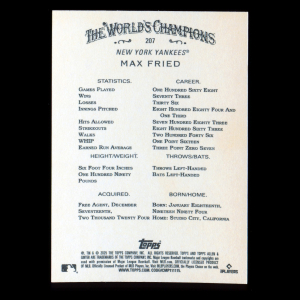 The World's Champions
207
NEW YORK YANKEES®
MAX FRIED
STATISTICS. CAREER.
Games Played One Hundred Sixty Eight
Wins Seventy Three
Losses Thirty Six
Innings Pitched Eight Hundred Eighty Four And
One Third
Hits Allowed Seven Hundred Eighty Three
Strikeouts Eight Hundred Sixty Three
Walks Two Hundred Forty Six
WHIP One Point Sixteen
Earned Run Average Three Point Zero Seven
HEIGHT/WEIGHT. THROWS/BATS.
Six Foot Four Inches Throws Left-Handed
One Hundred Ninety Bats Left-Handed
Pounds
ACQUIRED. BORN/HOME.
Free Agent, December Born: January Eighteenth,
Seventeenth, Nineteen Ninety Four
Two Thousand Twenty Four Home: Studio City, California
Topps